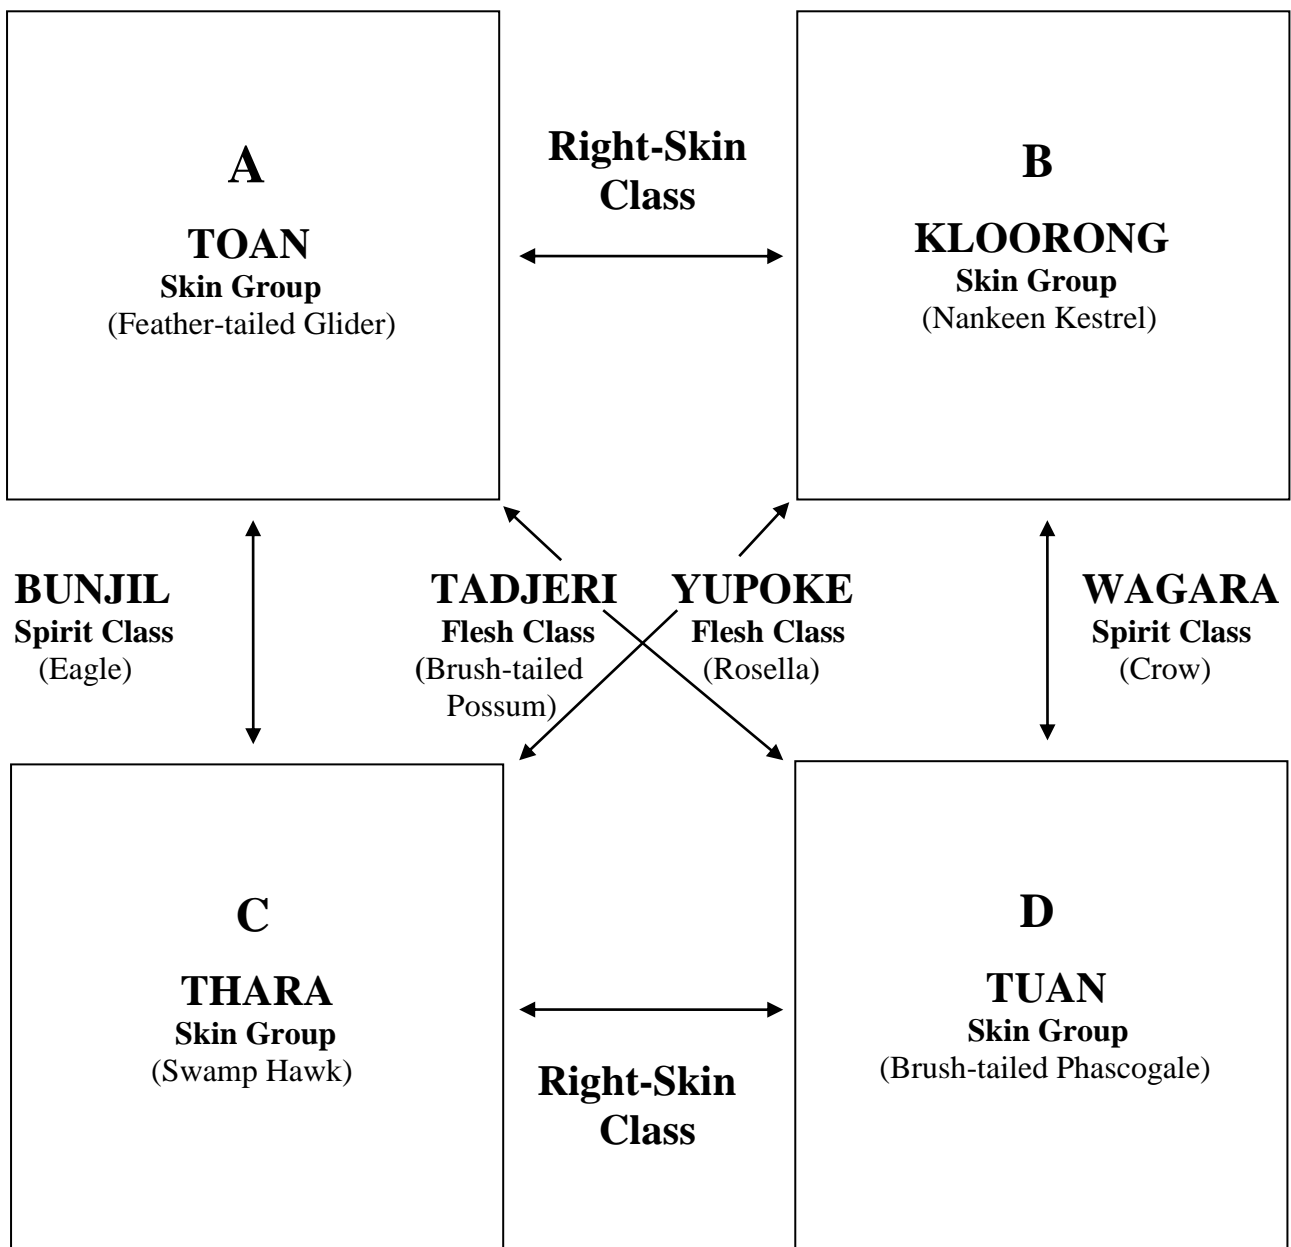 A
TOAN
Skin Group
(Feather-tailed Glider)
Right-Skin
Class
B
KLOORONG
Skin Group
(Nankeen Kestrel)
BUNJIL
Spirit Class
(Eagle)
TADJERI
Flesh Class
(Brush-tailed
Possum)
YUPOKE
Flesh Class
(Rosella)
WAGARA
Spirit Class
(Crow)
C
THARA
Skin Group
(Swamp Hawk)
Right-Skin
Class
D
TUAN
Skin Group
(Brush-tailed Phascogale)